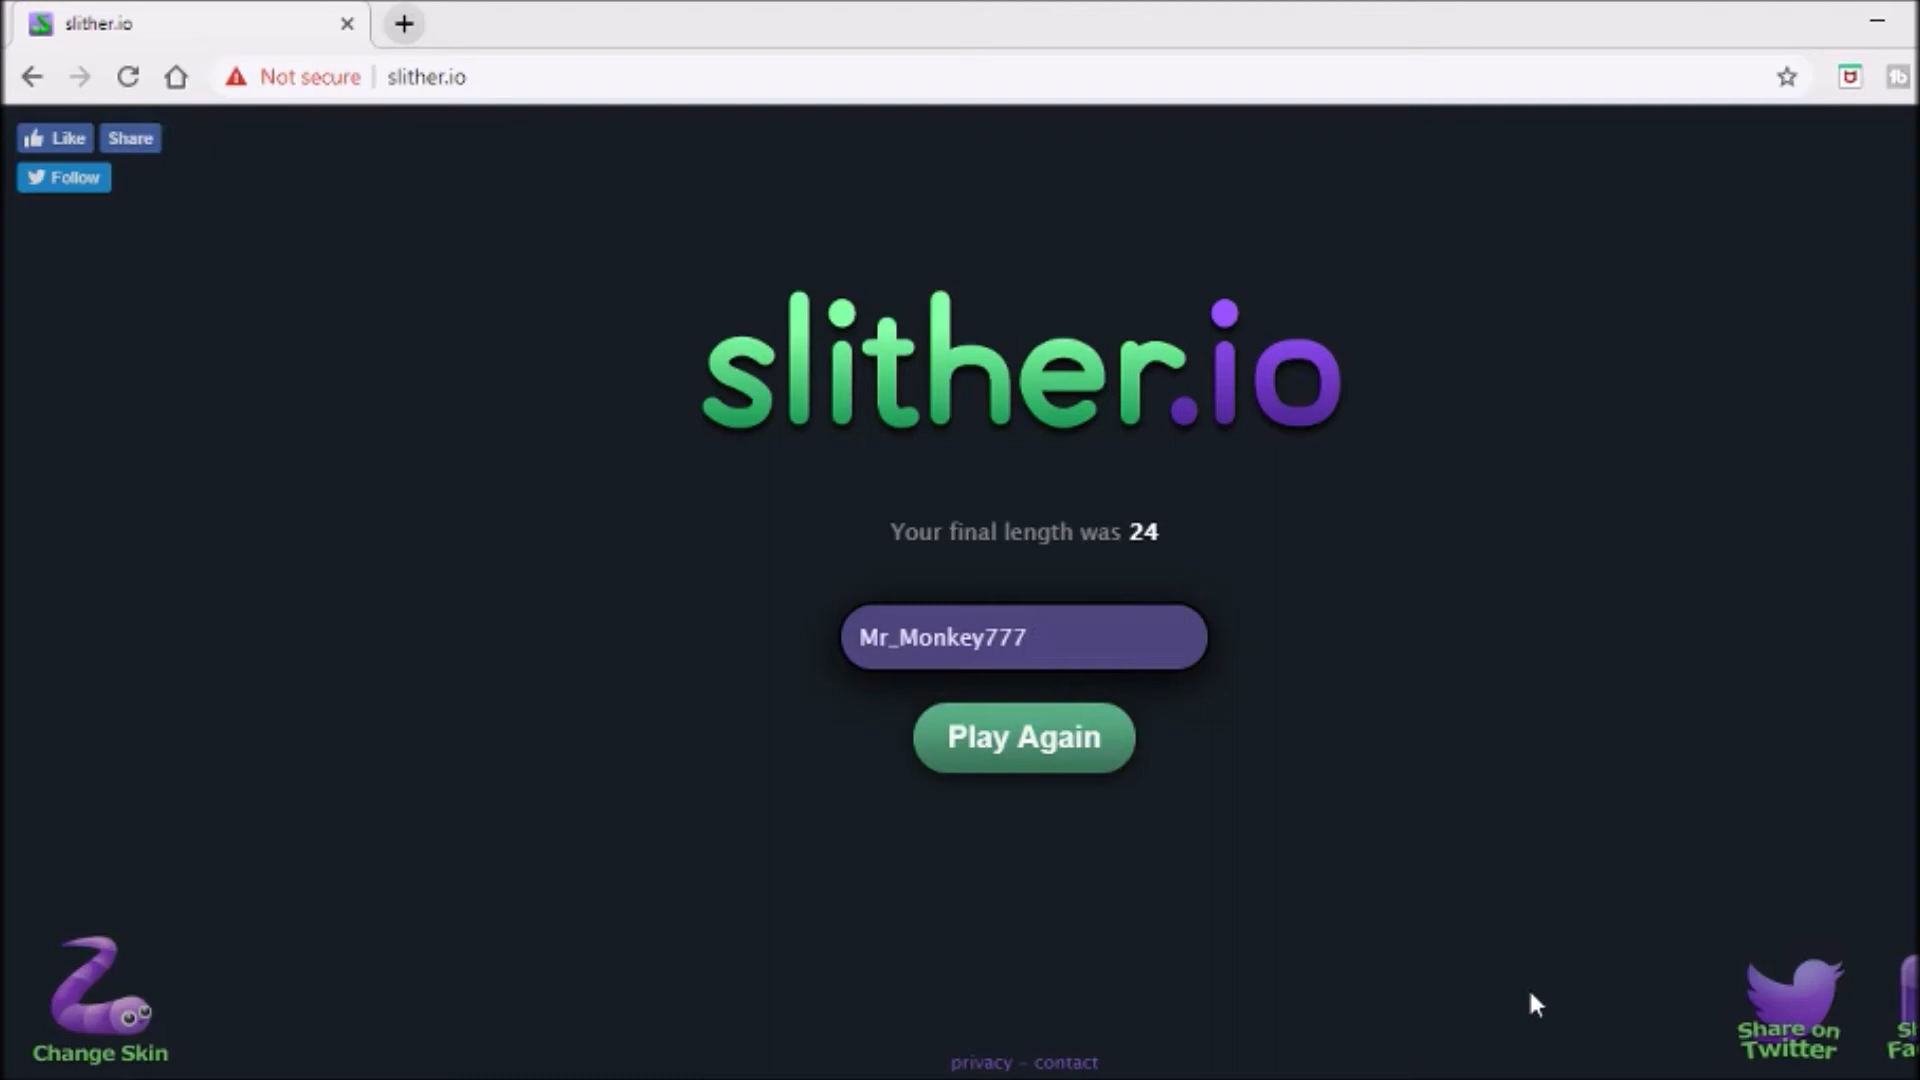 slither.io
Not secure slither.io
Like Share
Follow
slither.io
Your final length was 24
Mr_Monkey777
Play Again
Change Skin
Share on
Twitter
privacy – contact